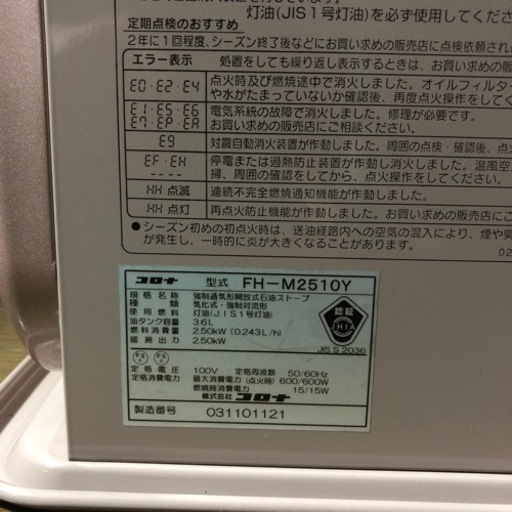 灯油(JIS1号灯油)を必ず使用してくださ
定期点検のおすすめ
2年に1回程度、シーズン終了後などにお買い求めの販売店に点検依頼され
エラー表示 処置をしても繰り返し表示するときは、お買い求めの販売店
E0・E2・E4 点火時及び燃焼途中で消火しました。オイルフィルター
や水がたまっていないか確認後、再度点火操作をしてく
E1・E5・E6 電気系統の故障で消火しました。修理が必要です。
E7・EP・EA お買い求めの販売店にご相談ください。
E9 対震自動消火装置が作動しました。周囲の点検・確認後、点火
EF・EH 停電または過熱防止装置が作動し消火しました。温風空
---- 掃、周囲の確認をしてから、点火操作をしてください。
HH 点滅 連続不完全燃焼通知機能が作動しました。
HH 点灯 再点火防止機能が作動しました。お買い求めの販売店
●シーズン初めの初点火時は、送油経路内への空気の混入により、煙や臭
が発生し、一時的に炎が大きくなることがあります。
02
コロナ 型式 FH-M2510Y
規格名称 強制通気形開放式石油ストーブ
種類 気化式・強制対流形
使用燃料 灯油(JIS1号灯油)
油タンク容量 3.6L
燃料消費量 2.50kW (0.243L/h)
暖房出力 2.50kW
認証
JHIA
JIS S 2036
PSC PSE
定格電圧 100V 定格周波数 50/60Hz
定格消費電力 最大消費電力(点火時) 600/600W
燃焼時消費電力 15/15W
株式会社 コロナ
製造番号 031101121